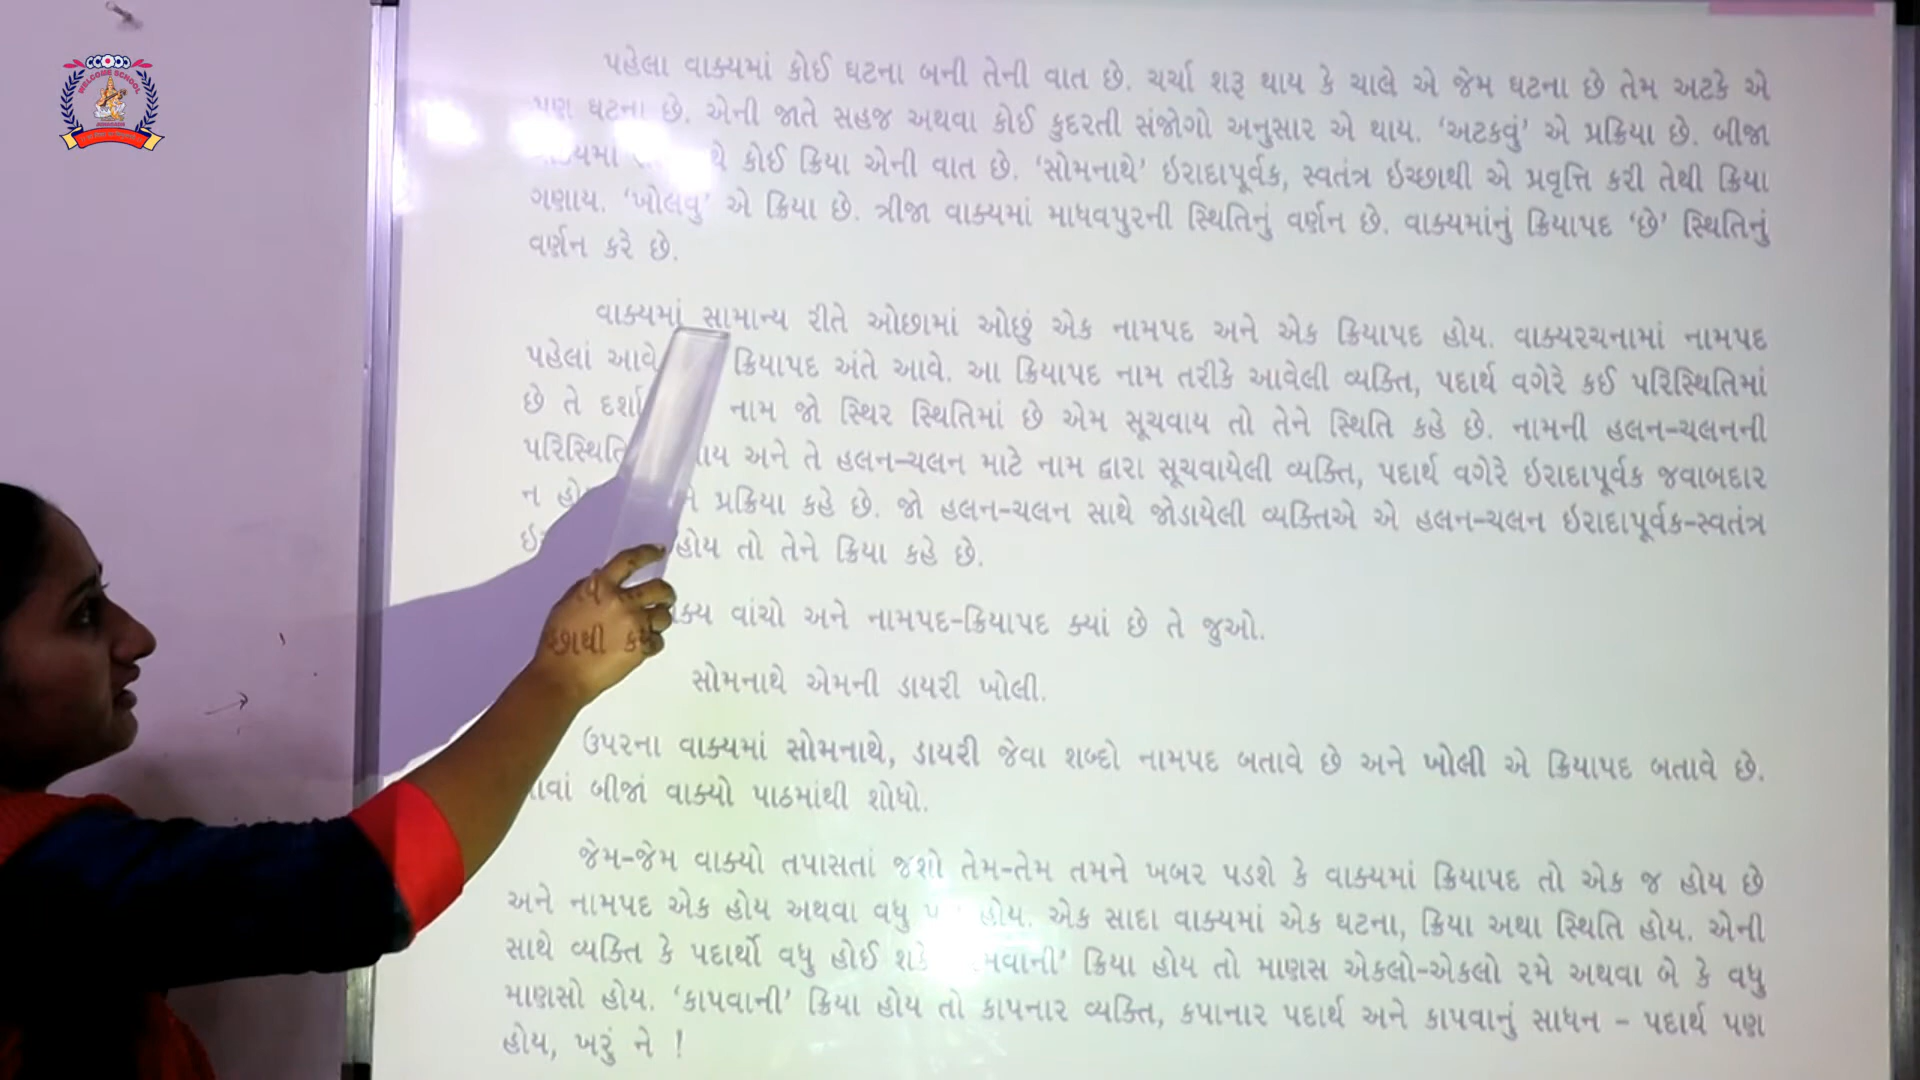 WELCOME SCHOOL
પહેલા વાક્યમાં કોઈ ઘટના બની તેની વાત છે. ચર્ચા શરૂ થાય કે ચાલે એ જેમ ઘટના છે તેમ અટકે એ
પણ ઘટના છે. એની જાતે સહજ અથવા કોઈ કુદરતી સંજોગો અનુસાર એ થાય. ‘અટકવું’ એ પ્રક્રિયા છે. બીજા
કોઈ ક્રિયા એની વાત છે. ‘સોમનાથે’ ઇરાદાપૂર્વક, સ્વતંત્ર ઇચ્છાથી એ પ્રવૃત્તિ કરી તેથી ક્રિયા
ગણાય. ‘ખોલવું’ એ ક્રિયા છે. ત્રીજા વાક્યમાં માધવપુરની સ્થિતિનું વર્ણન છે. વાક્યમાંનું ક્રિયાપદ ‘છે’ સ્થિતિનું
વર્ણન કરે છે.
વાક્યમાં સામાન્ય રીતે ઓછામાં ઓછું એક નામપદ અને એક ક્રિયાપદ હોય. વાક્યરચનામાં નામપદ
પહેલાં આવે ક્રિયાપદ અંતે આવે. આ ક્રિયાપદ નામ તરીકે આવેલી વ્યક્તિ, પદાર્થ વગેરે કઈ પરિસ્થિતિમાં
છે તે નામ જો સ્થિર સ્થિતિમાં છે એમ સૂચવાય તો તેને સ્થિતિ કહે છે. નામની હલન-ચલનની
અને તે હલન-ચલન માટે નામ દ્વારા સૂચવાયેલી વ્યક્તિ, પદાર્થ વગેરે ઇરાદાપૂર્વક જવાબદાર
ન પ્રક્રિયા કહે છે. જો હલન-ચલન સાથે જોડાયેલી વ્યક્તિએ એ હલન-ચલન ઇરાદાપૂર્વક-સ્વતંત્ર
હોય તો તેને ક્રિયા કહે છે.
વાંચો અને નામપદ-ક્રિયાપદ ક્યાં છે તે જુઓ.
સોમનાથે એમની ડાયરી ખોલી.
ઉપરના વાક્યમાં સોમનાથે, ડાયરી જેવા શબ્દો નામપદ બતાવે છે અને ખોલી એ ક્રિયાપદ બતાવે છે.
બીજાં વાક્યો પાઠમાંથી શોધો.
જેમ-જેમ વાક્યો તપાસતાં જશો તેમ-તેમ તમને ખબર પડશે કે વાક્યમાં ક્રિયાપદ તો એક જ હોય છે
અને નામપદ એક હોય અથવા વધુ હોય. એક સાદા વાક્યમાં એક ઘટના, ક્રિયા અથા સ્થિતિ હોય. એની
સાથે વ્યક્તિ કે પદાર્થો વધુ હોઈ ક્રિયા હોય તો માણસ એકલો-એકલો રમે અથવા બે કે વધુ
માણસો હોય. ‘કાપવાની’ ક્રિયા હોય તો કાપનાર વ્યક્તિ, કપાનાર પદાર્થ અને કાપવાનું સાધન - પદાર્થ પણ
હોય, ખરું ને !